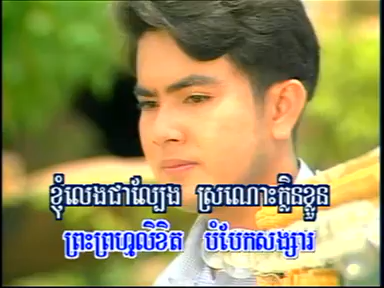 ខ្ញុំលេងជាល្បែង ស្រណោះក្លិនខ្លួន
ព្រះព្រហ្មលិខិត បំបែកសង្សារ